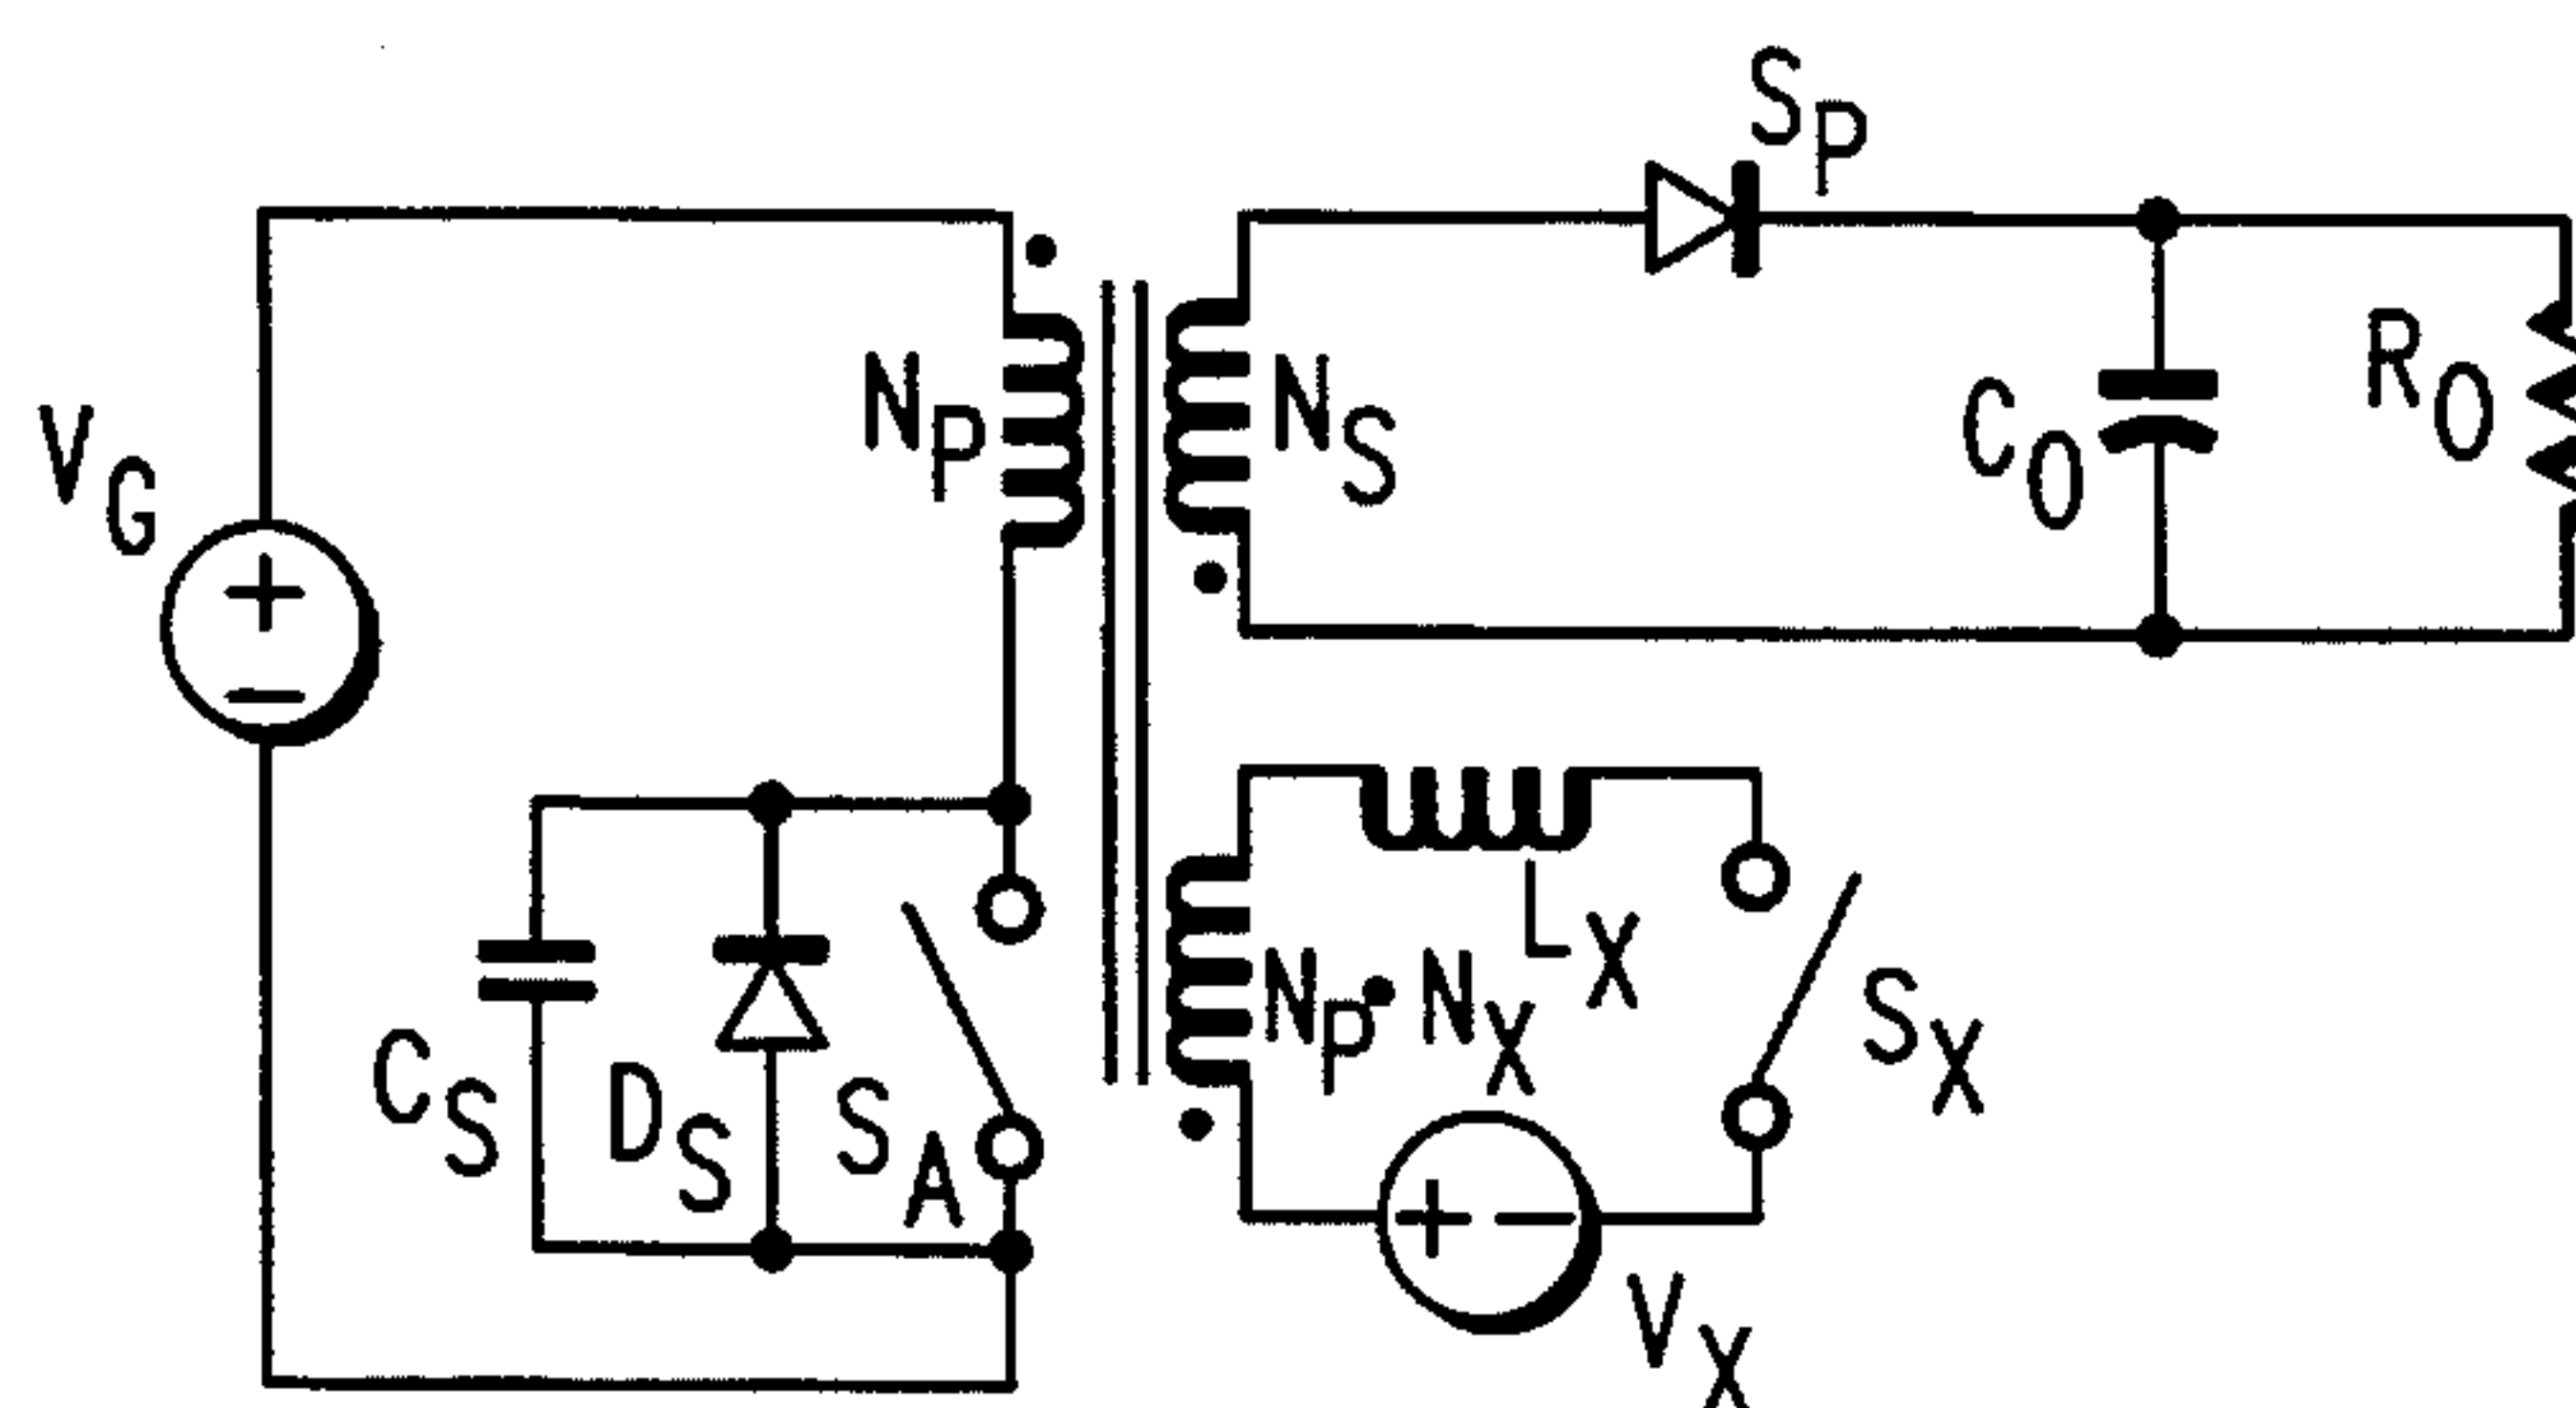 S_P
V_G
N_P
N_S
C_O
R_O
+
−
L_X
N_P • N_X
S_X
C_S
D_S
S_A
+ −
V_X